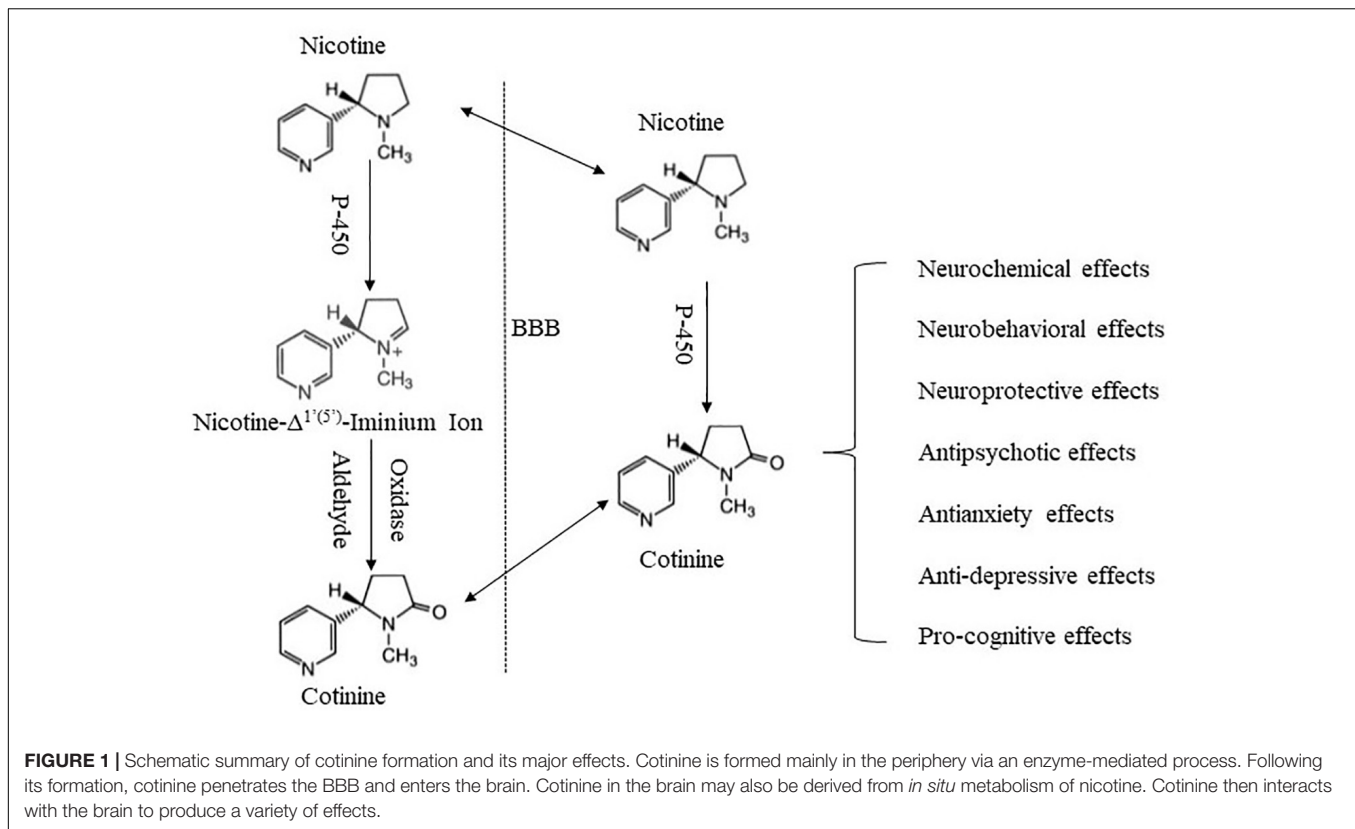 Nicotine
H
N
CH3
N
P-450
H
N+
CH3
N
Nicotine-Δ1'(5')-Iminium Ion
Aldehyde
Oxidase
H
O
N
CH3
N
Cotinine
BBB
Nicotine
H
N
CH3
N
P-450
H
O
N
CH3
N
Cotinine
Neurochemical effects
Neurobehavioral effects
Neuroprotective effects
Antipsychotic effects
Antianxiety effects
Anti-depressive effects
Pro-cognitive effects
FIGURE 1 | Schematic summary of cotinine formation and its major effects. Cotinine is formed mainly in the periphery via an enzyme-mediated process. Following
its formation, cotinine penetrates the BBB and enters the brain. Cotinine in the brain may also be derived from in situ metabolism of nicotine. Cotinine then interacts
with the brain to produce a variety of effects.